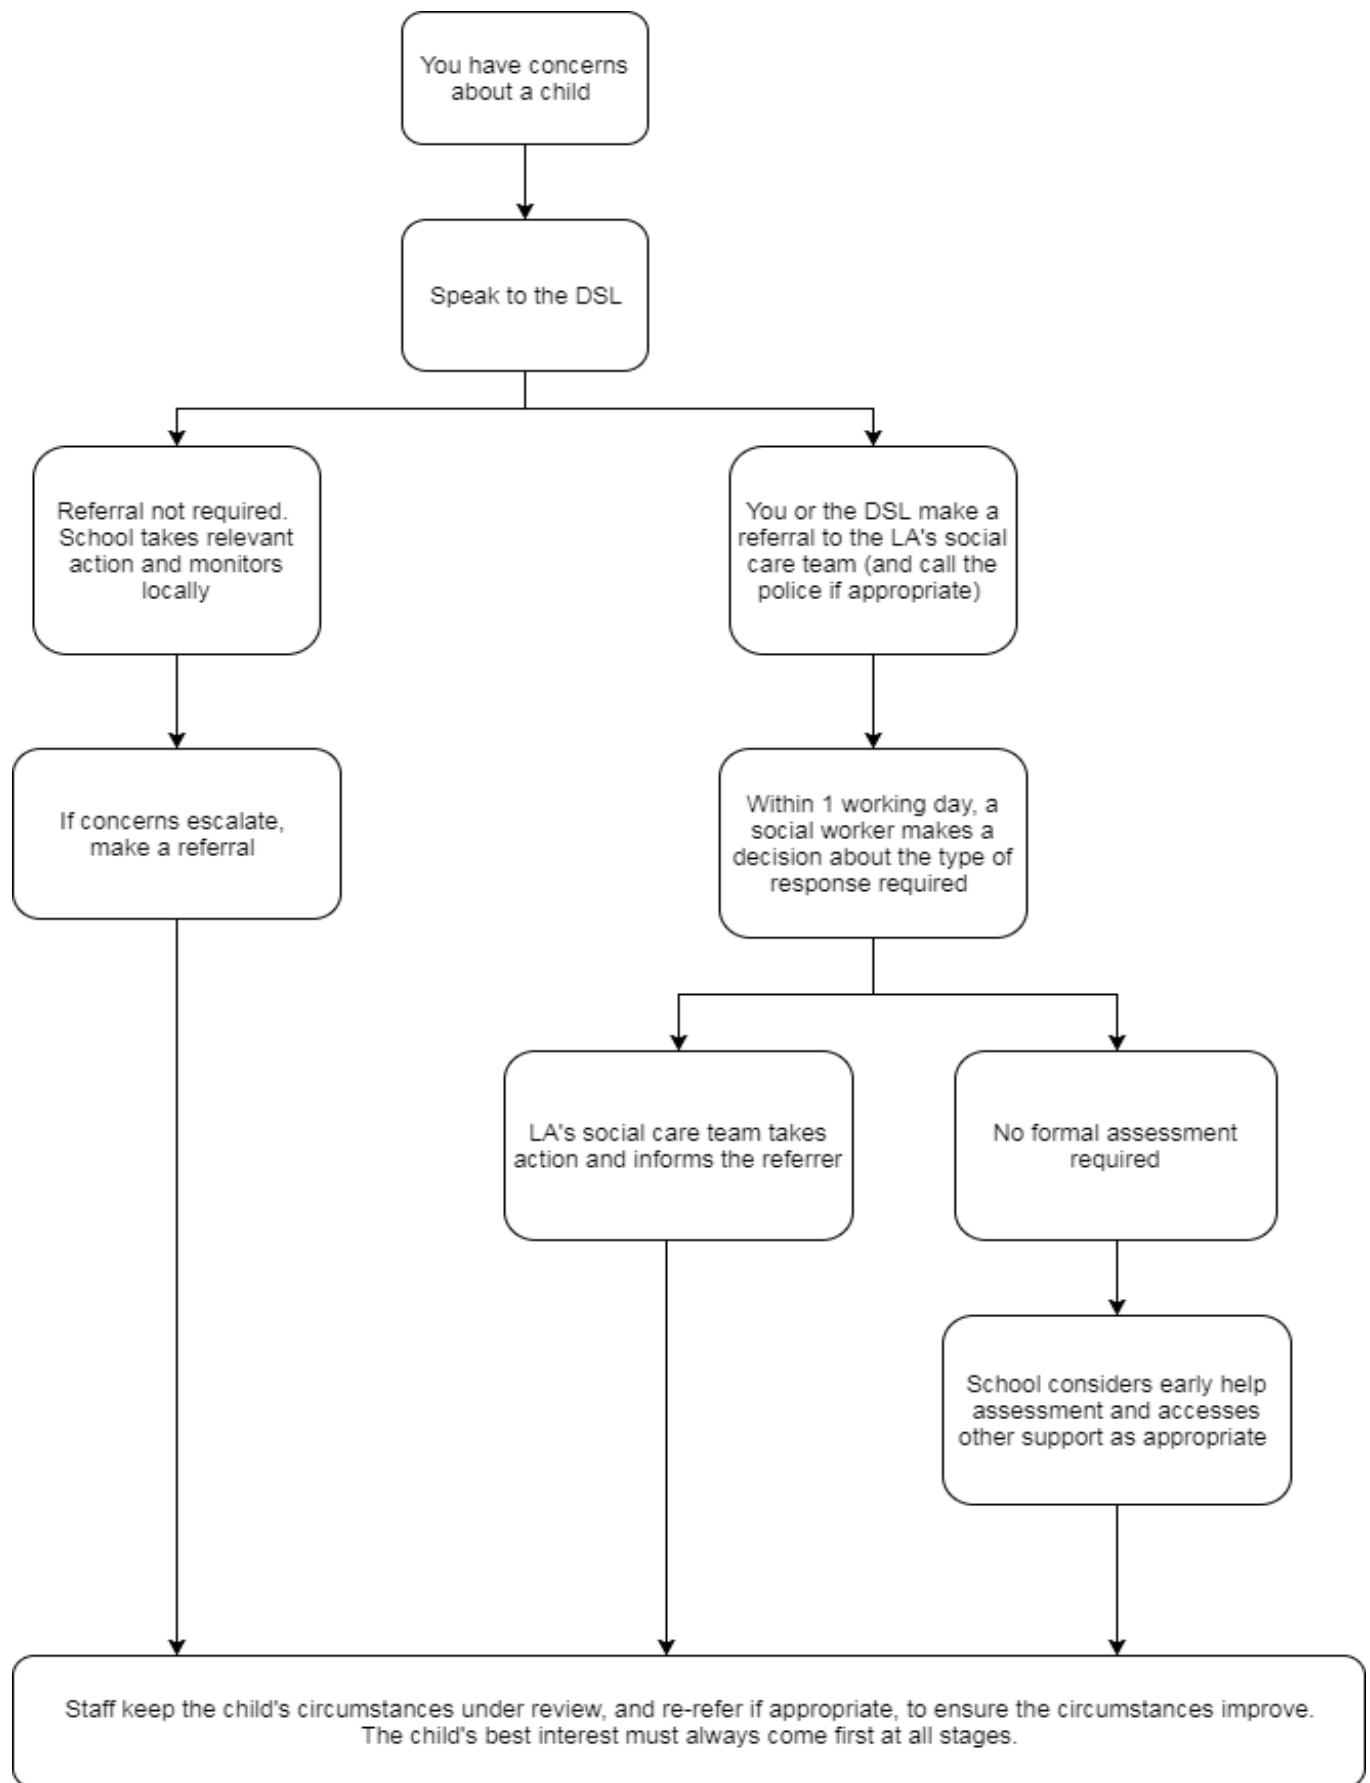 You have concerns
about a child
Speak to the DSL
Referral not required.
School takes relevant
action and monitors
locally
You or the DSL make a
referral to the LA's social
care team (and call the
police if appropriate)
If concerns escalate,
make a referral
Within 1 working day, a
social worker makes a
decision about the type of
response required
LA's social care team takes
action and informs the referrer
No formal assessment
required
School considers early help
assessment and accesses
other support as appropriate
Staff keep the child's circumstances under review, and re-refer if appropriate, to ensure the circumstances improve.
The child's best interest must always come first at all stages.